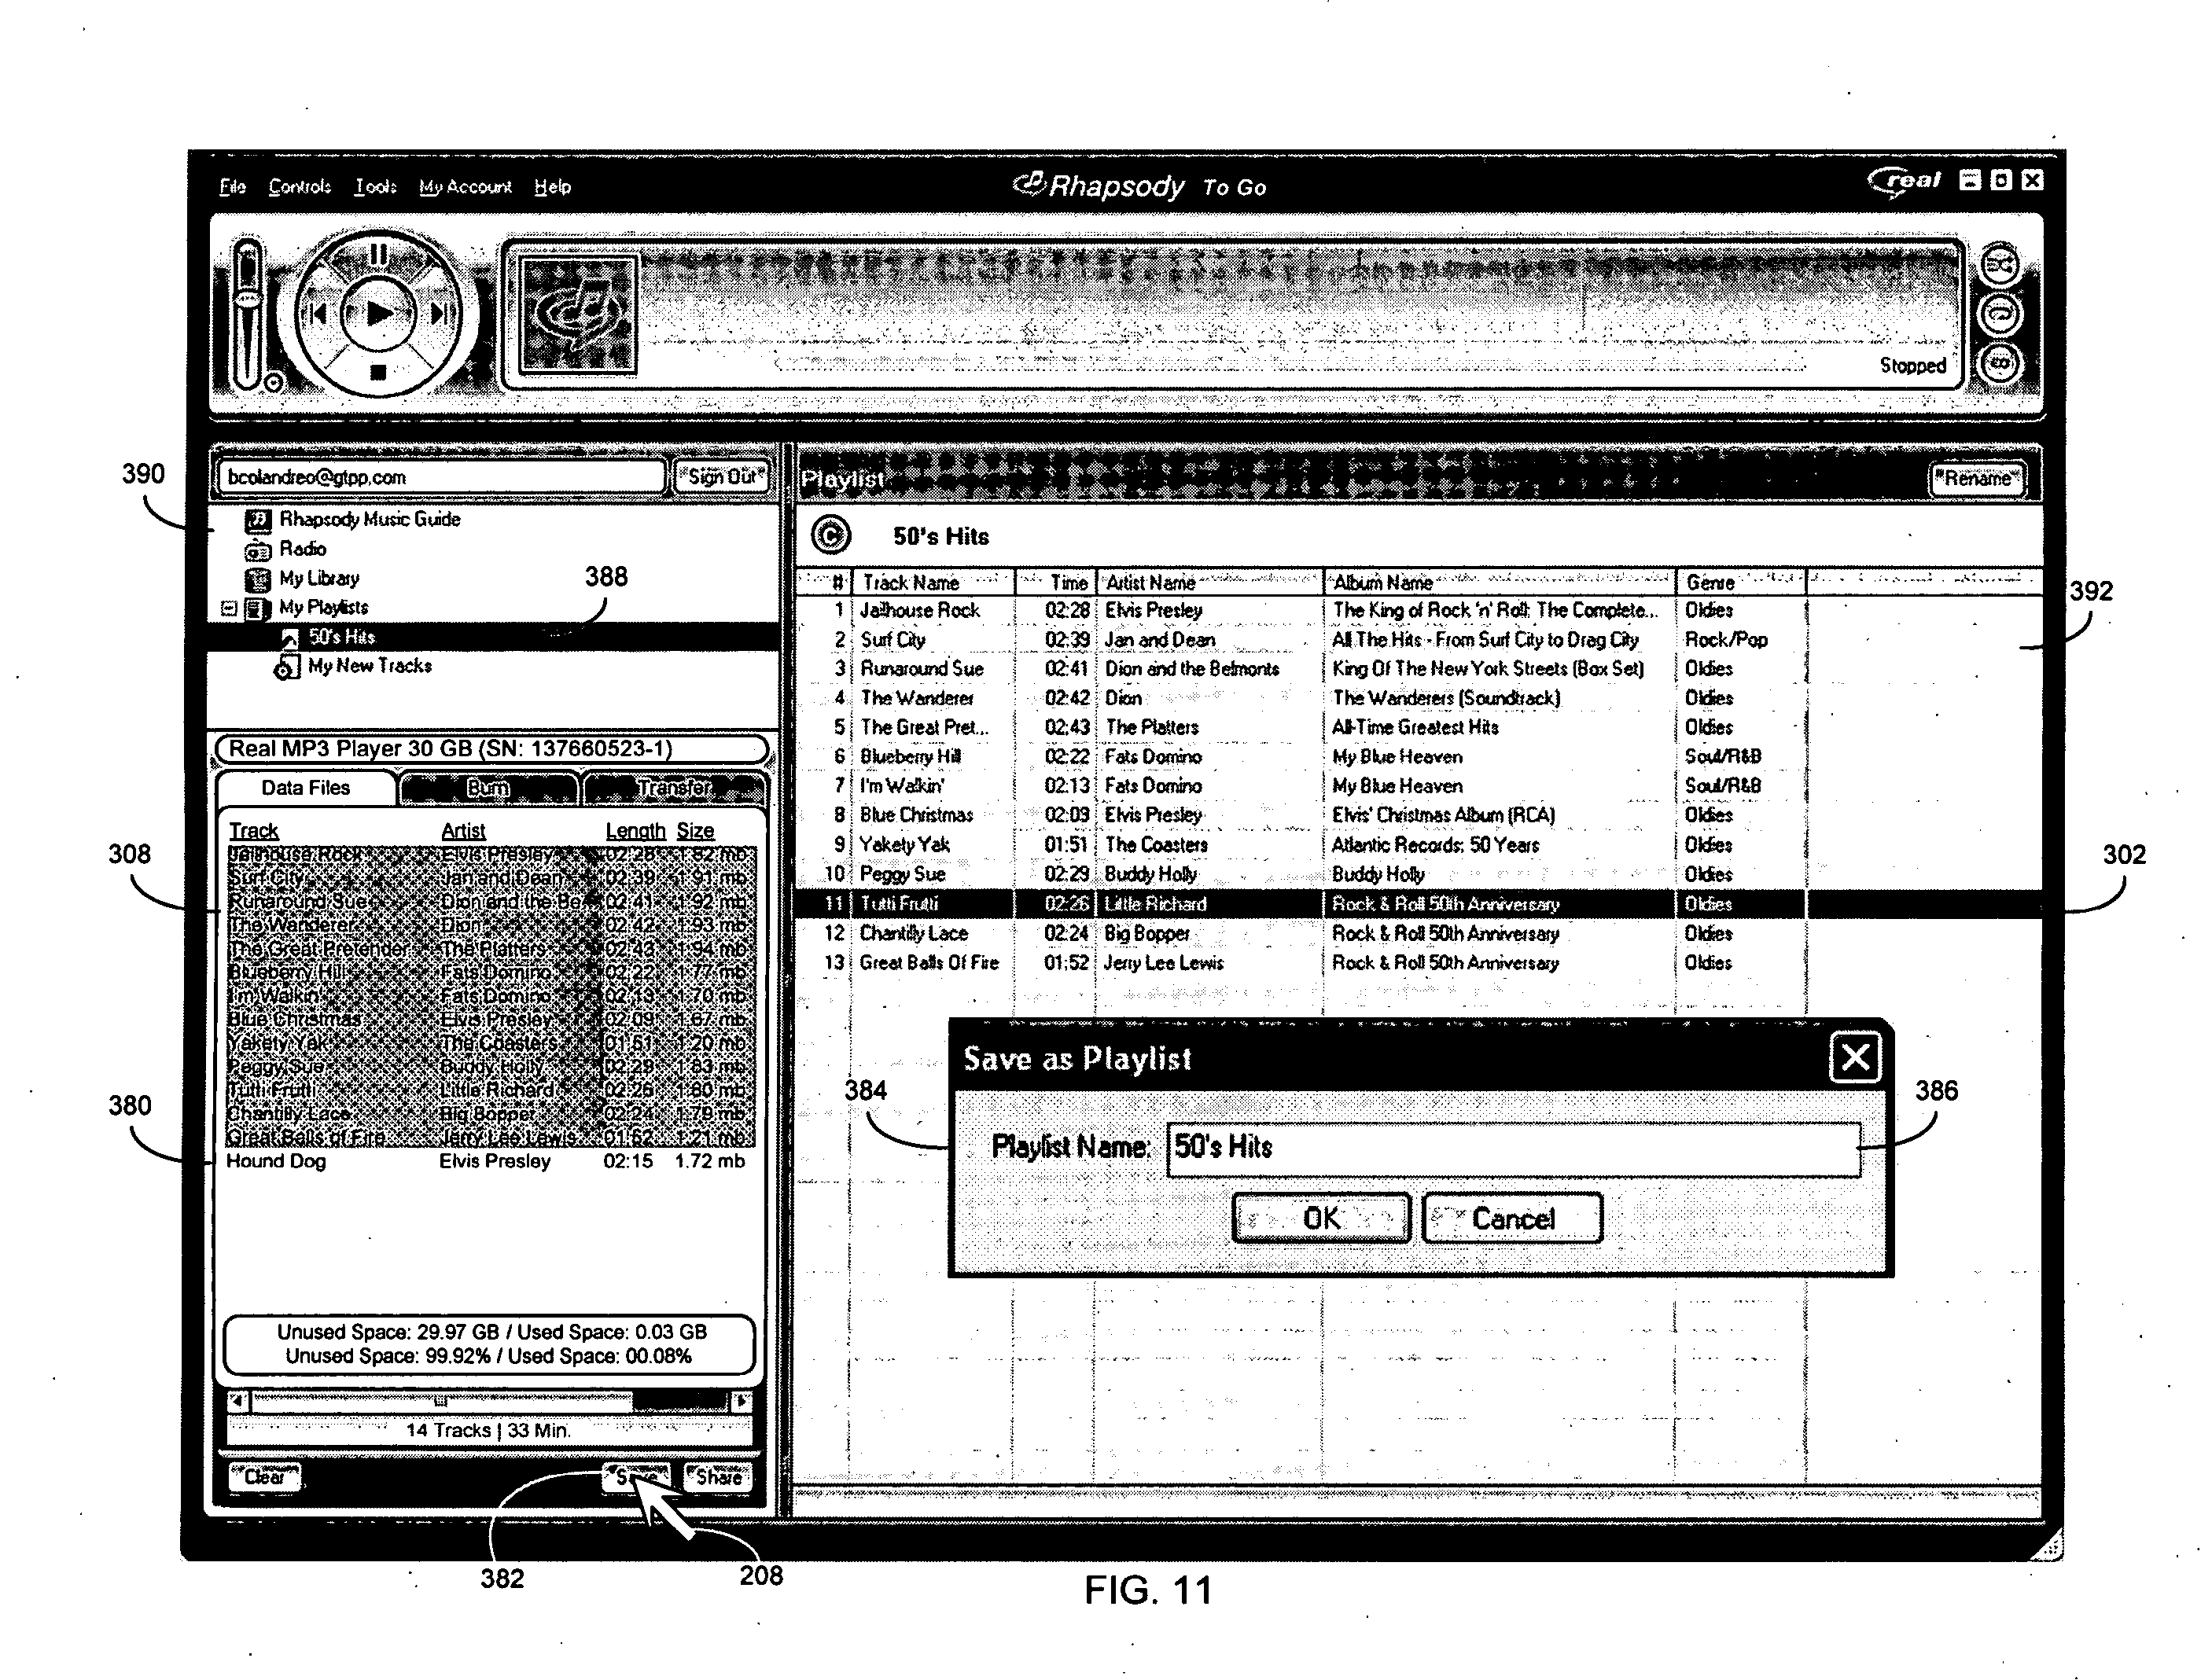 File Controls Tools My Account Help
Rhapsody To Go
real
Stopped
390
bcolandreo@gtpp.com
Sign Out
Rhapsody Music Guide
Radio
My Library
388
My Playlists
50's Hits
My New Tracks
Real MP3 Player 30 GB (SN: 137660523-1)
Data Files Burn Transfer
Track Artist Length Size
308
Jailhouse Rock Elvis Presley 02:28 1.82 mb
Surf City Jan and Dean 02:39 1.91 mb
Runaround Sue Dion and the Be 02:41 1.92 mb
The Wanderer Dion 02:42 1.93 mb
The Great Pretender The Platters 02:43 1.94 mb
Blueberry Hill Fats Domino 02:22 1.77 mb
I'm Walkin' Fats Domino 02:13 1.70 mb
Blue Christmas Elvis Presley 02:09 1.67 mb
Yakety Yak The Coasters 01:51 1.20 mb
Peggy Sue Buddy Holly 02:29 1.83 mb
Tutti Frutti Little Richard 02:26 1.80 mb
Chantilly Lace Big Bopper 02:24 1.79 mb
Great Balls of Fire Jerry Lee Lewis 01:52 1.21 mb
380
Hound Dog Elvis Presley 02:15 1.72 mb
Unused Space: 29.97 GB / Used Space: 0.03 GB
Unused Space: 99.92% / Used Space: 00.08%
14 Tracks | 33 Min.
Clear Save Share
382
208
Playlist
Rename
50's Hits
# Track Name Time Artist Name Album Name Genre
392
1 Jailhouse Rock 02:28 Elvis Presley The King of Rock 'n' Roll: The Complete... Oldies
2 Surf City 02:39 Jan and Dean All The Hits - From Surf City to Drag City Rock/Pop
3 Runaround Sue 02:41 Dion and the Belmonts King Of The New York Streets (Box Set) Oldies
4 The Wanderer 02:42 Dion The Wanderers (Soundtrack) Oldies
5 The Great Pret... 02:43 The Platters All-Time Greatest Hits Oldies
6 Blueberry Hill 02:22 Fats Domino My Blue Heaven Soul/R&B
7 I'm Walkin' 02:13 Fats Domino My Blue Heaven Soul/R&B
8 Blue Christmas 02:09 Elvis Presley Elvis' Christmas Album (RCA) Oldies
9 Yakety Yak 01:51 The Coasters Atlantic Records: 50 Years Oldies
302
10 Peggy Sue 02:29 Buddy Holly Buddy Holly Oldies
11 Tutti Frutti 02:26 Little Richard Rock & Roll 50th Anniversary Oldies
12 Chantilly Lace 02:24 Big Bopper Rock & Roll 50th Anniversary Oldies
13 Great Balls Of Fire 01:52 Jerry Lee Lewis Rock & Roll 50th Anniversary Oldies
Save as Playlist
384
386
Playlist Name: 50's Hits
OK Cancel
FIG. 11